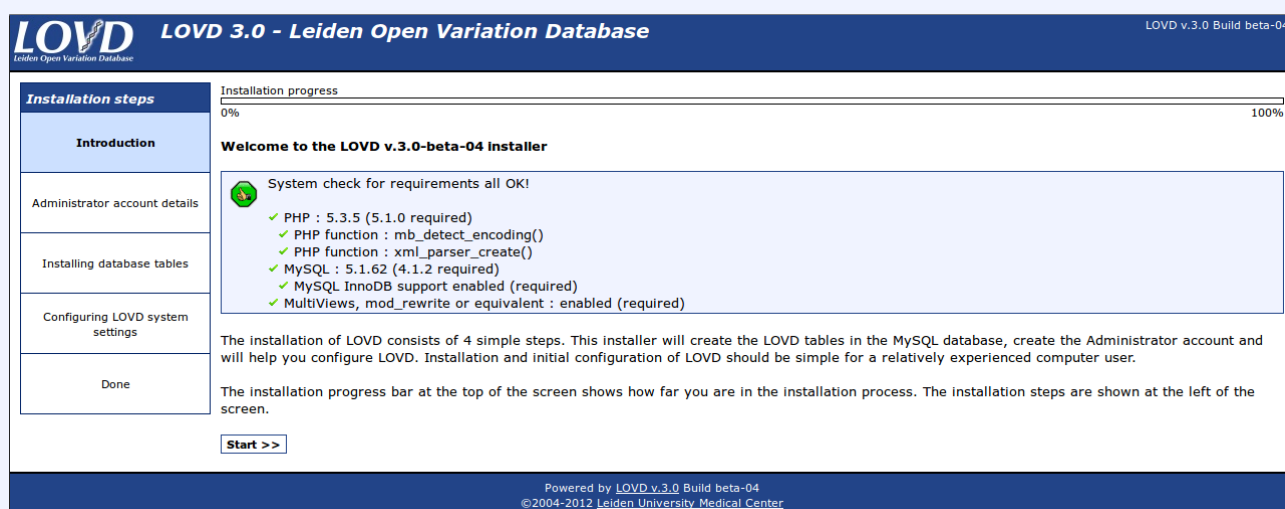 LOVD
Leiden Open Variation Database
LOVD 3.0 - Leiden Open Variation Database
LOVD v.3.0 Build beta-04
Installation steps
Introduction
Administrator account details
Installing database tables
Configuring LOVD system
settings
Done
Installation progress
0%
100%
Welcome to the LOVD v.3.0-beta-04 installer
System check for requirements all OK!
PHP : 5.3.5 (5.1.0 required)
PHP function : mb_detect_encoding()
PHP function : xml_parser_create()
MySQL : 5.1.62 (4.1.2 required)
MySQL InnoDB support enabled (required)
MultiViews, mod_rewrite or equivalent : enabled (required)
The installation of LOVD consists of 4 simple steps. This installer will create the LOVD tables in the MySQL database, create the Administrator account and
will help you configure LOVD. Installation and initial configuration of LOVD should be simple for a relatively experienced computer user.
The installation progress bar at the top of the screen shows how far you are in the installation process. The installation steps are shown at the left of the
screen.
Start >>
Powered by LOVD v.3.0 Build beta-04
©2004-2012 Leiden University Medical Center